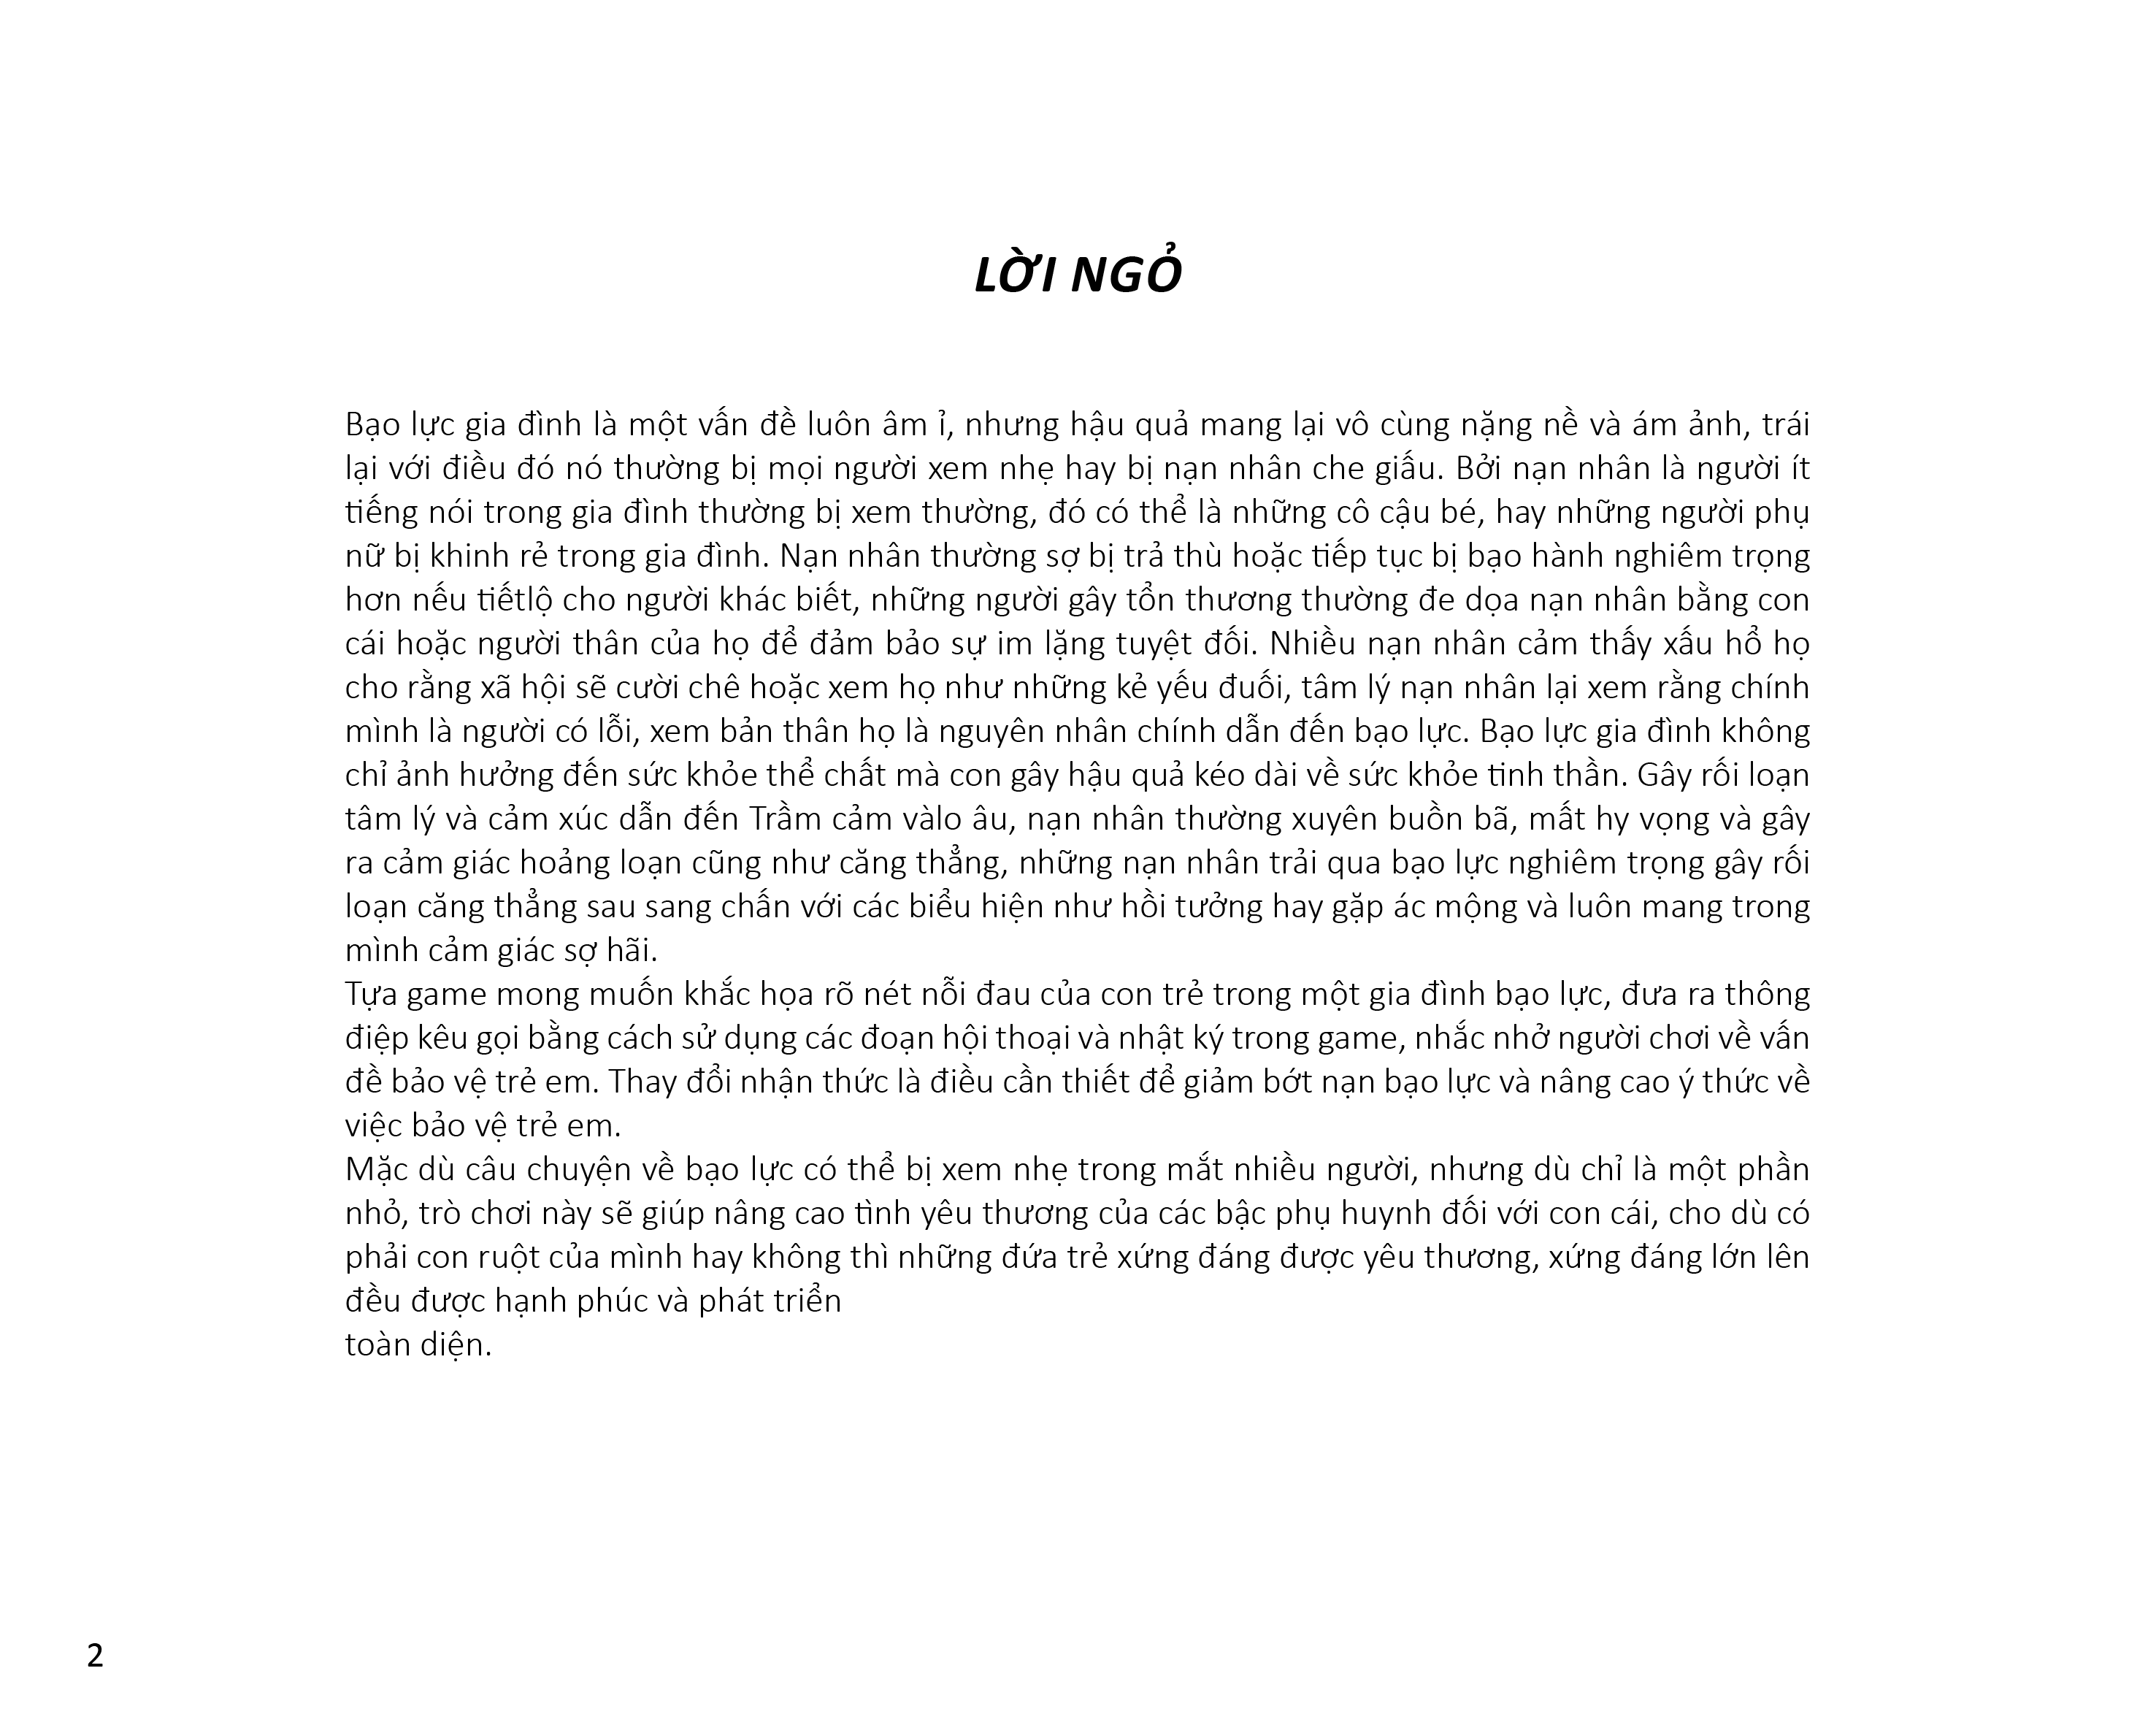 LỜI NGỎ
Bạo lực gia đình là một vấn đề luôn âm ỉ, nhưng hậu quả mang lại vô cùng nặng nề và ám ảnh, trái
lại với điều đó nó thường bị mọi người xem nhẹ hay bị nạn nhân che giấu. Bởi nạn nhân là người ít
tiếng nói trong gia đình thường bị xem thường, đó có thể là những cô cậu bé, hay những người phụ
nữ bị khinh rẻ trong gia đình. Nạn nhân thường sợ bị trả thù hoặc tiếp tục bị bạo hành nghiêm trọng
hơn nếu tiếtlộ cho người khác biết, những người gây tổn thương thường đe dọa nạn nhân bằng con
cái hoặc người thân của họ để đảm bảo sự im lặng tuyệt đối. Nhiều nạn nhân cảm thấy xấu hổ họ
cho rằng xã hội sẽ cười chê hoặc xem họ như những kẻ yếu đuối, tâm lý nạn nhân lại xem rằng chính
mình là người có lỗi, xem bản thân họ là nguyên nhân chính dẫn đến bạo lực. Bạo lực gia đình không
chỉ ảnh hưởng đến sức khỏe thể chất mà con gây hậu quả kéo dài về sức khỏe tinh thần. Gây rối loạn
tâm lý và cảm xúc dẫn đến Trầm cảm vàlo âu, nạn nhân thường xuyên buồn bã, mất hy vọng và gây
ra cảm giác hoảng loạn cũng như căng thẳng, những nạn nhân trải qua bạo lực nghiêm trọng gây rối
loạn căng thẳng sau sang chấn với các biểu hiện như hồi tưởng hay gặp ác mộng và luôn mang trong
mình cảm giác sợ hãi.
Tựa game mong muốn khắc họa rõ nét nỗi đau của con trẻ trong một gia đình bạo lực, đưa ra thông
điệp kêu gọi bằng cách sử dụng các đoạn hội thoại và nhật ký trong game, nhắc nhở người chơi về vấn
đề bảo vệ trẻ em. Thay đổi nhận thức là điều cần thiết để giảm bớt nạn bạo lực và nâng cao ý thức về
việc bảo vệ trẻ em.
Mặc dù câu chuyện về bạo lực có thể bị xem nhẹ trong mắt nhiều người, nhưng dù chỉ là một phần
nhỏ, trò chơi này sẽ giúp nâng cao tình yêu thương của các bậc phụ huynh đối với con cái, cho dù có
phải con ruột của mình hay không thì những đứa trẻ xứng đáng được yêu thương, xứng đáng lớn lên
đều được hạnh phúc và phát triển
toàn diện.
2